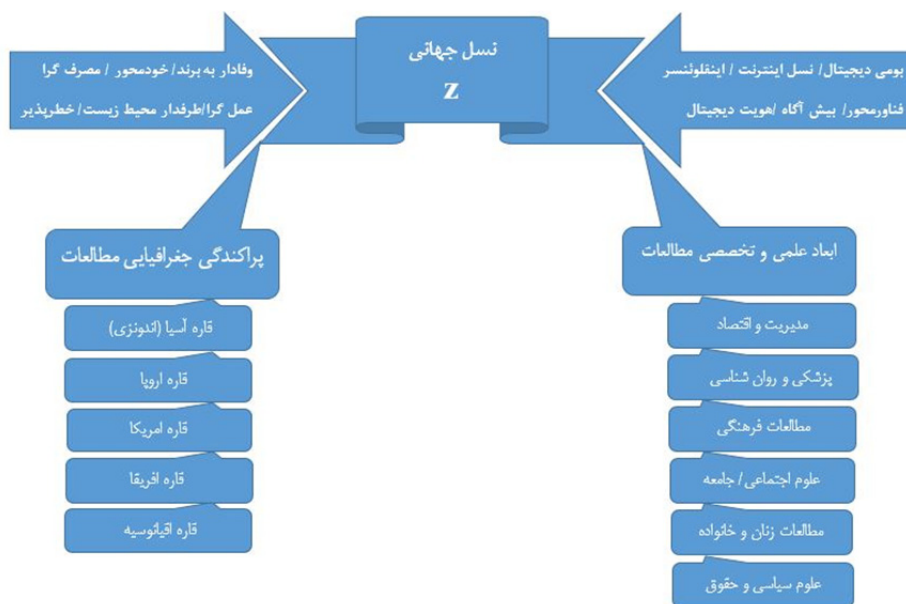 نسل جهانی
Z
بومی دیجیتال/ نسل اینترنت / اینفلوئنسر
فناورمحور/ بیش آگاه /هویت دیجیتال
وفادار به برند/ خودمحور / مصرف گرا
عمل گرا/طرفدار محیط زیست/ خطرپذیر
ابعاد علمی و تخصصی مطالعات
مدیریت و اقتصاد
پزشکی و روان شناسی
مطالعات فرهنگی
علوم اجتماعی/ جامعه
مطالعات زنان و خانواده
علوم سیاسی و حقوق
پراکندگی جغرافیایی مطالعات
قاره آسیا (اندونزی)
قاره اروپا
قاره امریکا
قاره افریقا
قاره اقیانوسیه